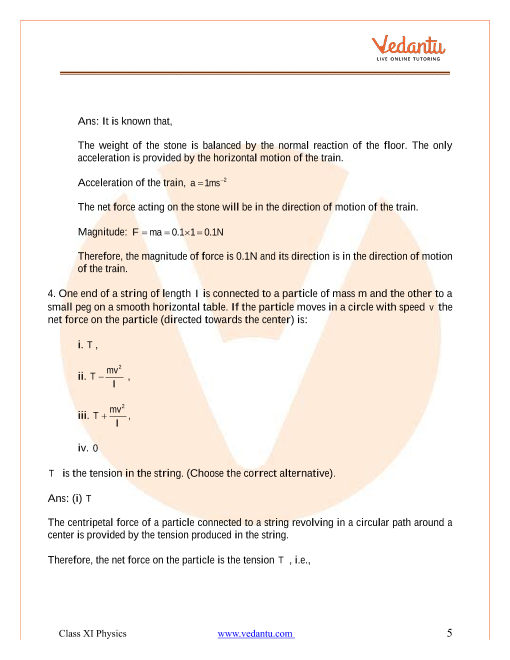 Vedantu
LIVE ONLINE TUTORING
Ans: It is known that,
The weight of the stone is balanced by the normal reaction of the floor. The only
acceleration is provided by the horizontal motion of the train.
Acceleration of the train, a = 1ms⁻²
The net force acting on the stone will be in the direction of motion of the train.
Magnitude: F = ma = 0.1×1 = 0.1N
Therefore, the magnitude of force is 0.1N and its direction is in the direction of motion
of the train.
4. One end of a string of length l is connected to a particle of mass m and the other to a
small peg on a smooth horizontal table. If the particle moves in a circle with speed v the
net force on the particle (directed towards the center) is:
i. T ,
ii. T − mv²/l ,
iii. T + mv²/l ,
iv. 0
T is the tension in the string. (Choose the correct alternative).
Ans: (i) T
The centripetal force of a particle connected to a string revolving in a circular path around a
center is provided by the tension produced in the string.
Therefore, the net force on the particle is the tension T , i.e.,
Class XI Physics www.vedantu.com 5